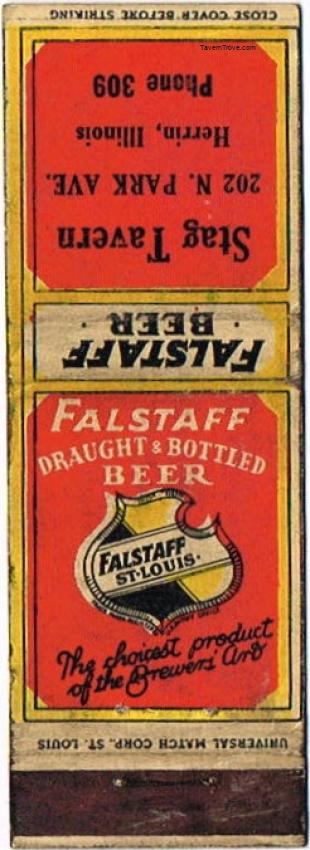 CLOSE COVER BEFORE STRIKING
TavernTrove.com
Stag Tavern
202 N. PARK AVE.
Herrin, Illinois
Phone 309
FALSTAFF
· BEER ·
FALSTAFF
DRAUGHT & BOTTLED
BEER
FALSTAFF
ST·LOUIS·
The choicest product
of the Brewers' Art
UNIVERSAL MATCH CORP., ST. LOUIS